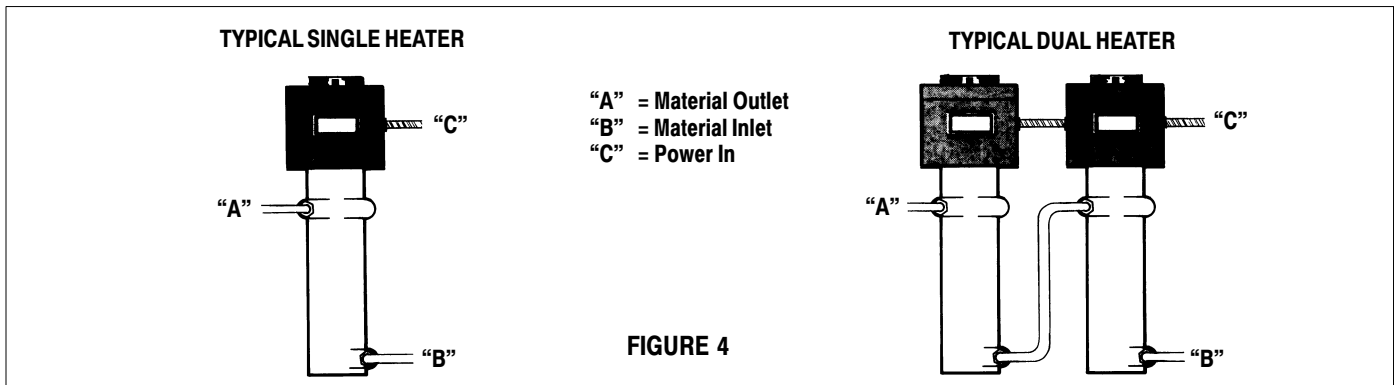 TYPICAL SINGLE HEATER
"C"
"A"
"B"
"A" = Material Outlet
"B" = Material Inlet
"C" = Power In
FIGURE 4
TYPICAL DUAL HEATER
"C"
"A"
"B"